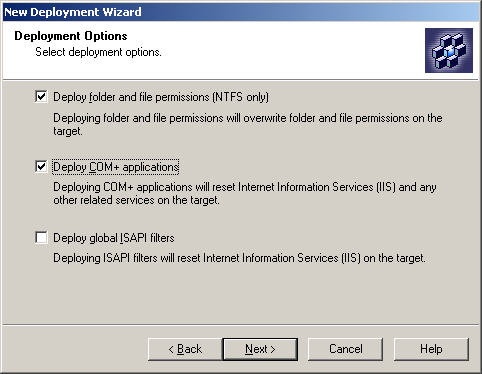 New Deployment Wizard
Deployment Options
Select deployment options.
Deploy folder and file permissions (NTFS only)
Deploying folder and file permissions will overwrite folder and file permissions on the
target.
Deploy COM+ applications
Deploying COM+ applications will reset Internet Information Services (IIS) and any
other related services on the target.
Deploy global ISAPI filters
Deploying ISAPI filters will reset Internet Information Services (IIS) on the target.
< Back Next > Cancel Help